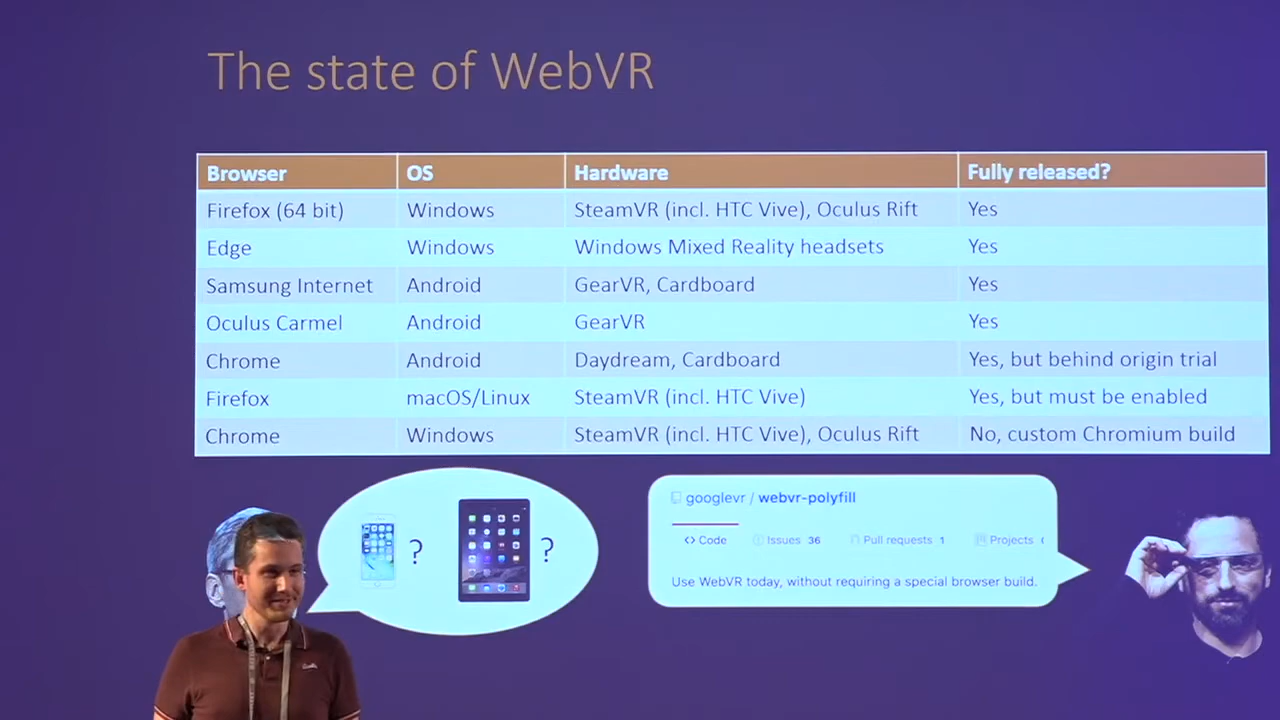 The state of WebVR
Browser OS Hardware Fully released?
Firefox (64 bit) Windows SteamVR (incl. HTC Vive), Oculus Rift Yes
Edge Windows Windows Mixed Reality headsets Yes
Samsung Internet Android GearVR, Cardboard Yes
Oculus Carmel Android GearVR Yes
Chrome Android Daydream, Cardboard Yes, but behind origin trial
Firefox macOS/Linux SteamVR (incl. HTC Vive) Yes, but must be enabled
Chrome Windows SteamVR (incl. HTC Vive), Oculus Rift No, custom Chromium build
? ?
googlevr / webvr-polyfill
<> Code Issues 36 Pull requests 1 Projects
Use WebVR today, without requiring a special browser build.